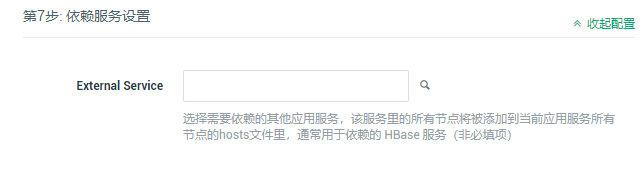 第7步: 依赖服务设置
收起配置
External Service
选择需要依赖的其他应用服务，该服务里的所有节点将被添加到当前应用服务所有
节点的hosts文件里，通常用于依赖的 HBase 服务（非必填项）